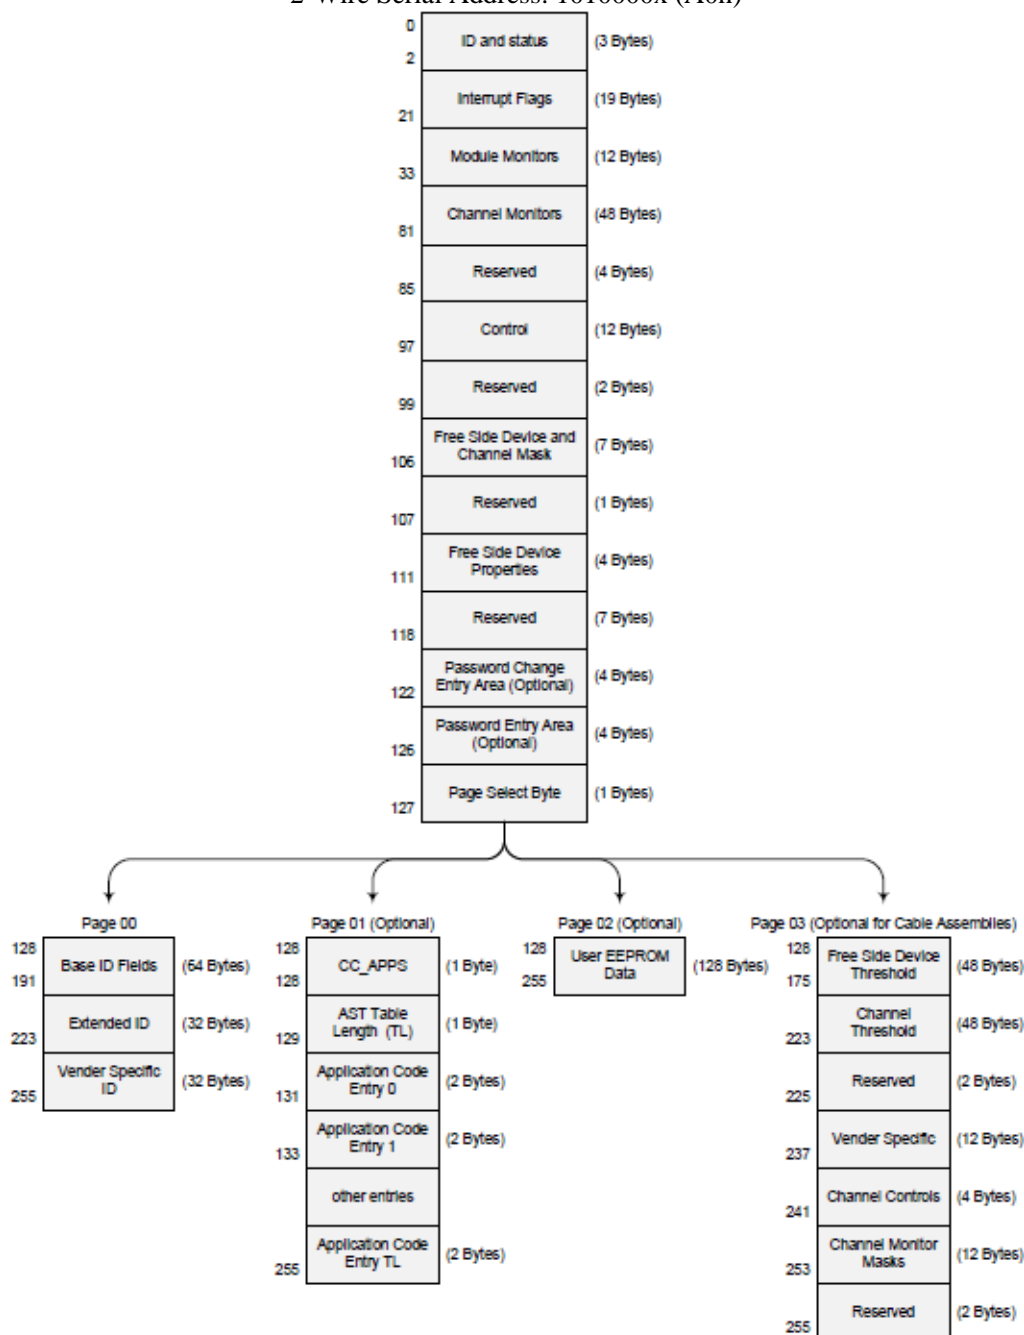 2-Wire Serial Address: 1010000x (A0h)
0
ID and status
(3 Bytes)
2
Interrupt Flags
(19 Bytes)
21
Module Monitors
(12 Bytes)
33
Channel Monitors
(48 Bytes)
81
Reserved
(4 Bytes)
85
Control
(12 Bytes)
97
Reserved
(2 Bytes)
99
Free Side Device and
Channel Mask
(7 Bytes)
106
Reserved
(1 Bytes)
107
Free Side Device
Properties
(4 Bytes)
111
Reserved
(7 Bytes)
118
Password Change
Entry Area (Optional)
(4 Bytes)
122
Password Entry Area
(Optional)
(4 Bytes)
126
Page Select Byte
(1 Bytes)
127
Page 00
128
Base ID Fields
(64 Bytes)
191
Extended ID
(32 Bytes)
223
Vender Specific
ID
(32 Bytes)
255
Page 01 (Optional)
128
CC_APPS
(1 Byte)
128
AST Table
Length (TL)
(1 Byte)
129
Application Code
Entry 0
(2 Bytes)
131
Application Code
Entry 1
(2 Bytes)
133
other entries
Application Code
Entry TL
(2 Bytes)
255
Page 02 (Optional)
128
User EEPROM
Data
(128 Bytes)
255
Page 03 (Optional for Cable Assemblies)
128
Free Side Device
Threshold
(48 Bytes)
175
Channel
Threshold
(48 Bytes)
223
Reserved
(2 Bytes)
225
Vender Specific
(12 Bytes)
237
Channel Controls
(4 Bytes)
241
Channel Monitor
Masks
(12 Bytes)
253
Reserved
(2 Bytes)
255